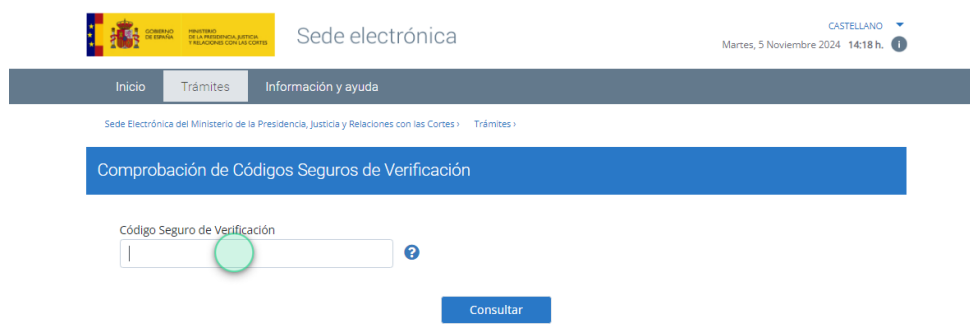 GOBIERNO
DE ESPAÑA
MINISTERIO
DE LA PRESIDENCIA, JUSTICIA
Y RELACIONES CON LAS CORTES
Sede electrónica
CASTELLANO
Martes, 5 Noviembre 2024 14:18 h.
Inicio Trámites Información y ayuda
Sede Electrónica del Ministerio de la Presidencia, Justicia y Relaciones con las Cortes › Trámites ›
Comprobación de Códigos Seguros de Verificación
Código Seguro de Verificación
Consultar